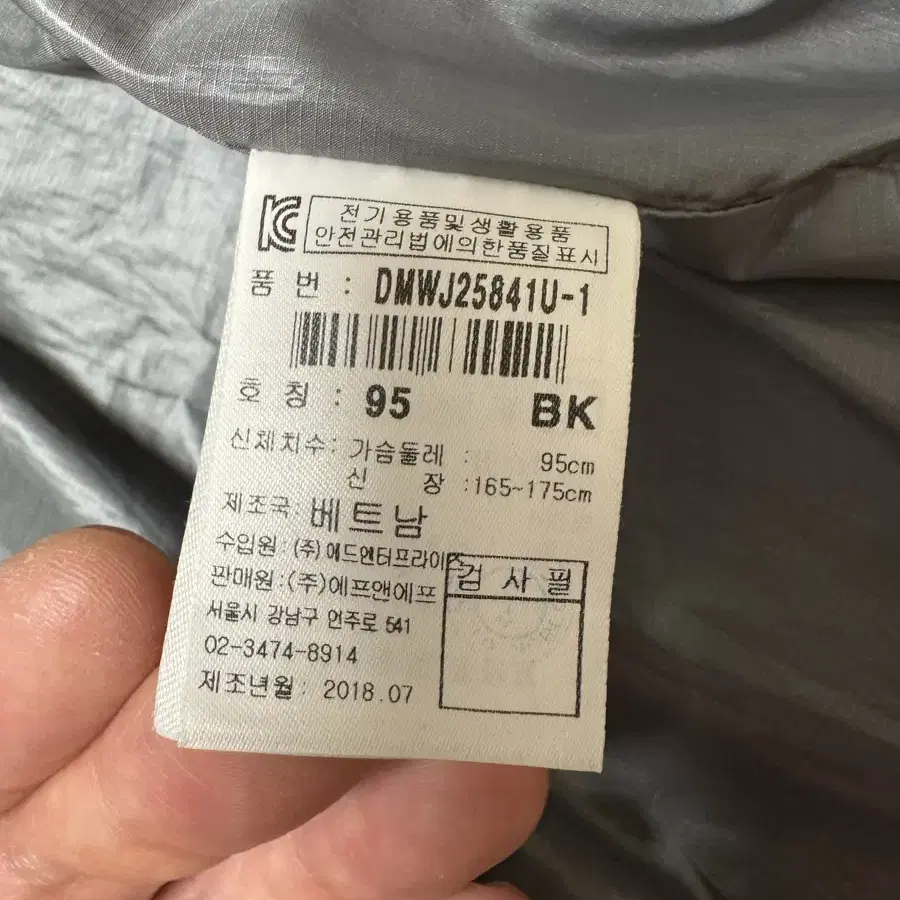 전기용품및생활용품
안전관리법에의한품질표시
품 번 : DMWJ25841U-1
호 칭 : 95 BK
신체치수: 가슴둘레 : 95cm
신 장 :165~175cm
제조국: 베트남
수입원 : (주) 에드엔터프라이즈
판매원 : (주)에프앤에프
서울시 강남구 언주로 541
02-3474-8914
제조년월: 2018.07
검 사 필